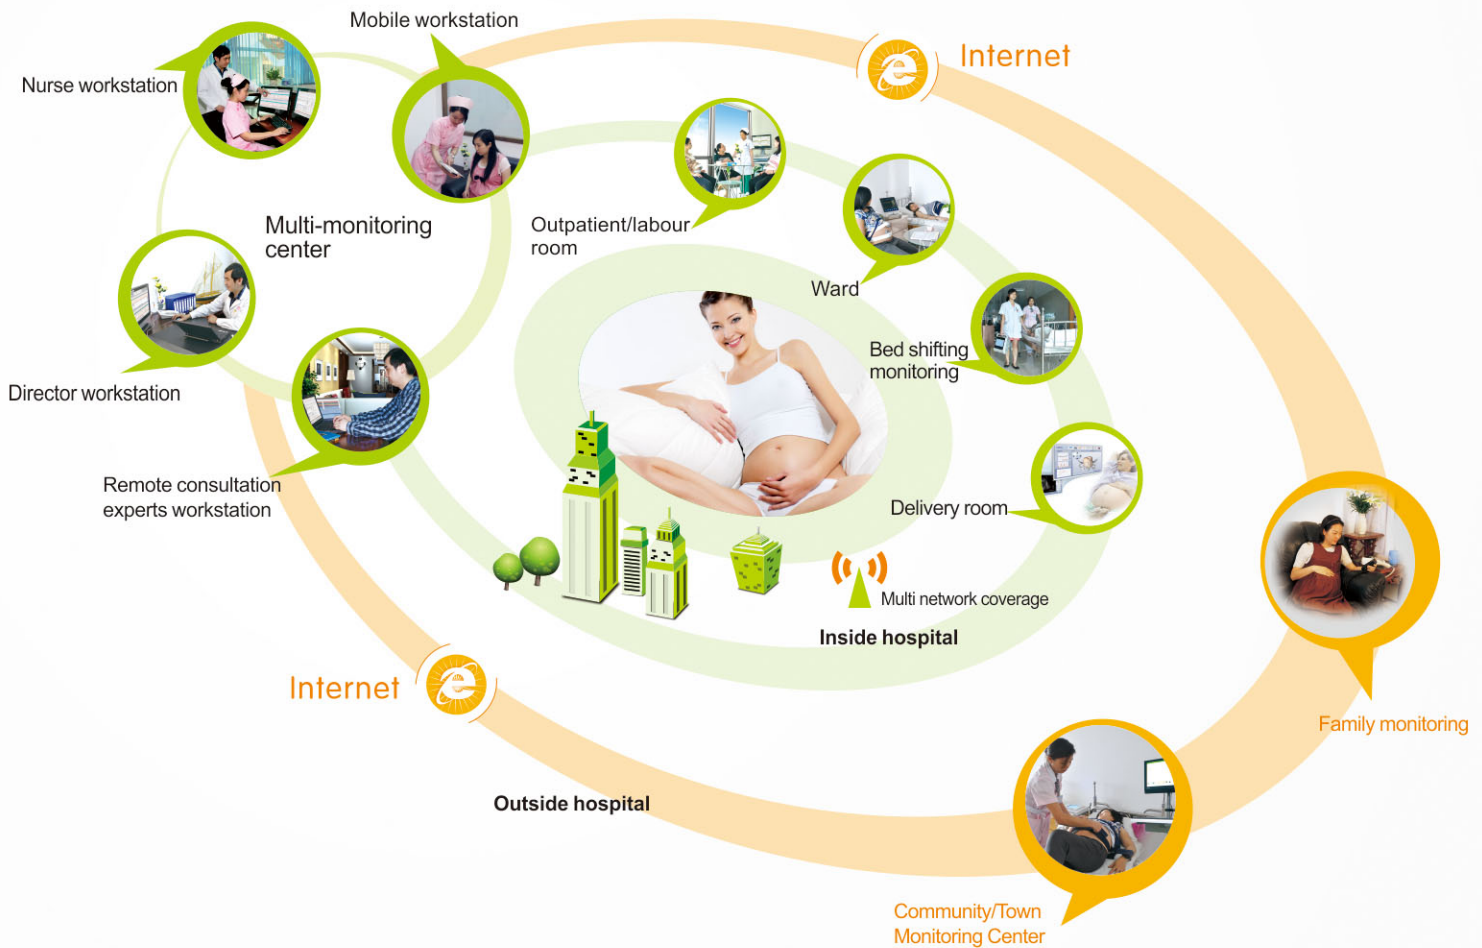 Mobile workstation
Internet
Nurse workstation
Multi-monitoring
center
Outpatient/labour
room
Ward
Bed shifting
monitoring
Director workstation
Remote consultation
experts workstation
Delivery room
Multi network coverage
Inside hospital
Internet
Family monitoring
Outside hospital
Community/Town
Monitoring Center